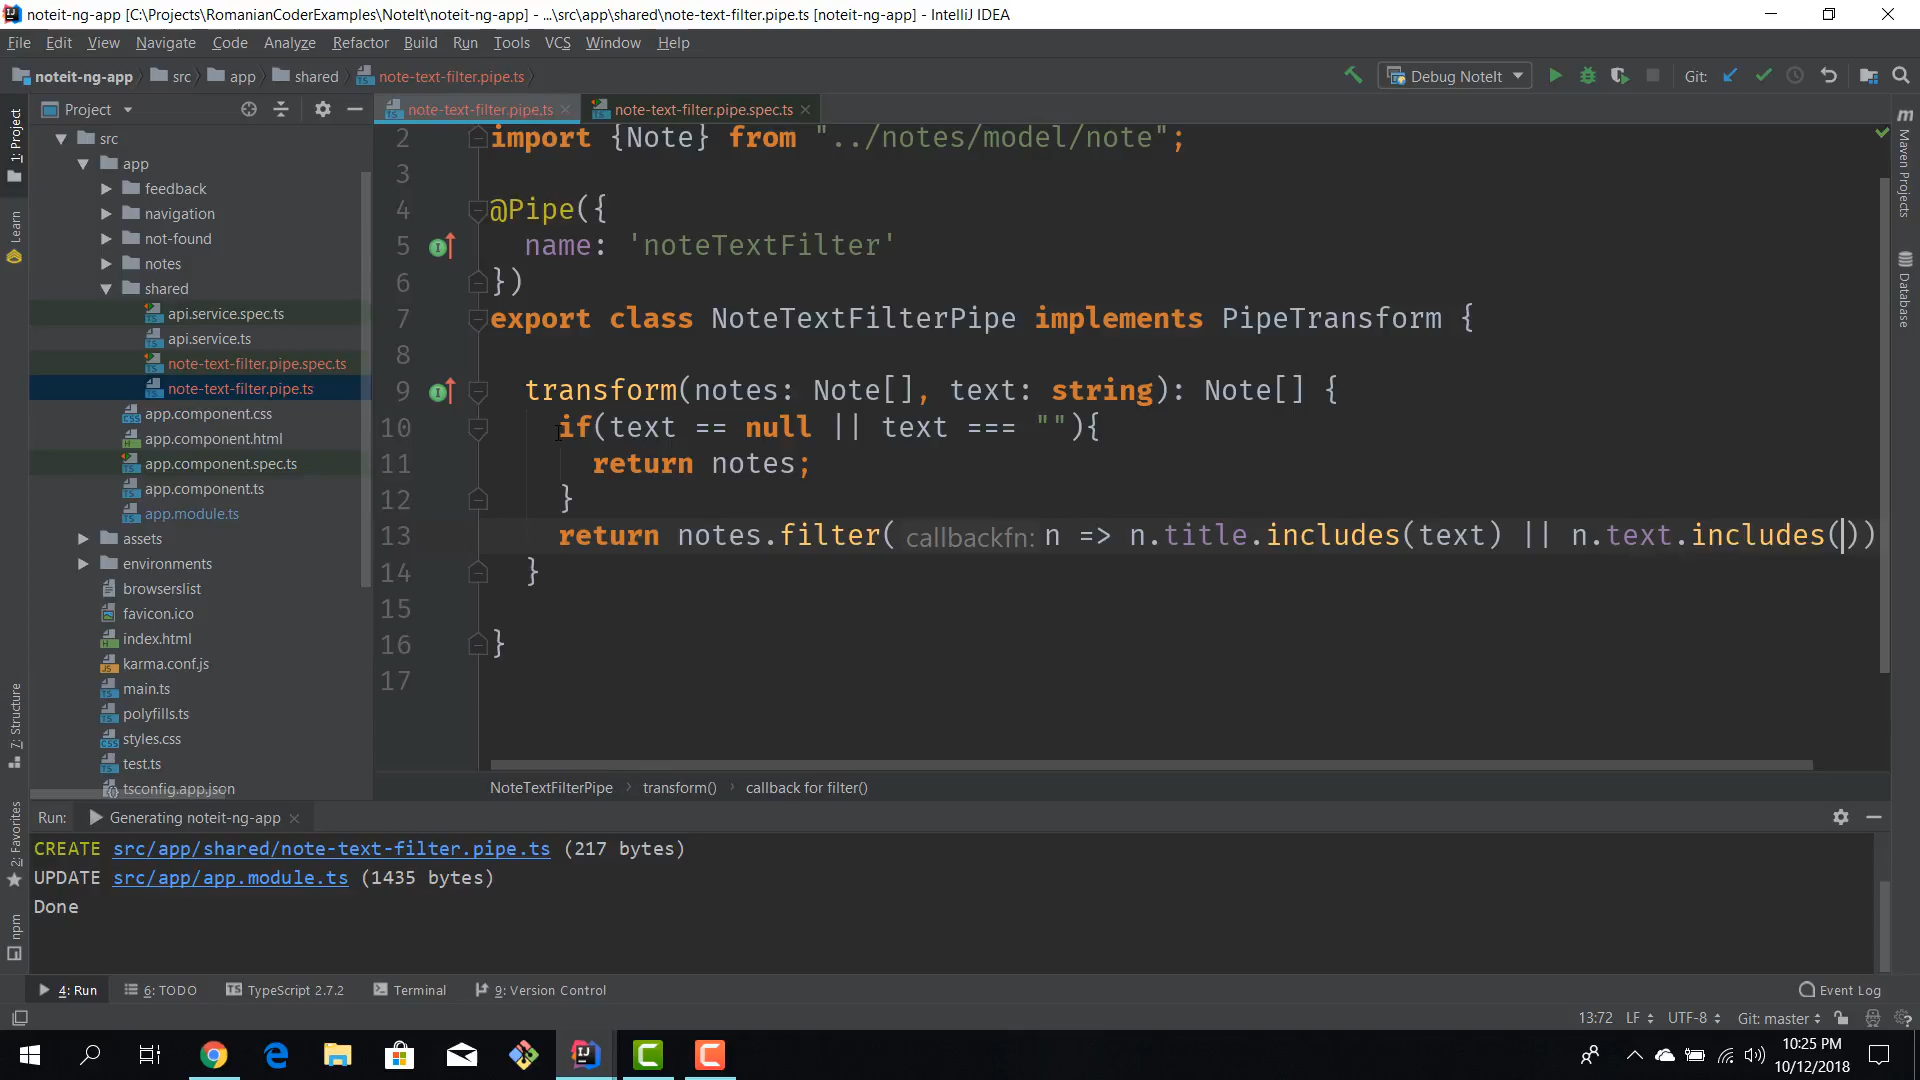 noteit-ng-app [C:\Projects\RomanianCoderExamples\NoteIt\noteit-ng-app] - ...\src\app\shared\note-text-filter.pipe.ts [noteit-ng-app] - IntelliJ IDEA
File Edit View Navigate Code Analyze Refactor Build Run Tools VCS Window Help
noteit-ng-app src app shared note-text-filter.pipe.ts
Debug NoteIt Git:
1: Project
Learn
7: Structure
2: Favorites
npm
Project
src
app
feedback
navigation
not-found
notes
shared
api.service.spec.ts
api.service.ts
note-text-filter.pipe.spec.ts
note-text-filter.pipe.ts
app.component.css
app.component.html
app.component.spec.ts
app.component.ts
app.module.ts
assets
environments
browserslist
favicon.ico
index.html
karma.conf.js
main.ts
polyfills.ts
styles.css
test.ts
tsconfig.app.json
note-text-filter.pipe.ts note-text-filter.pipe.spec.ts
2 import {Note} from "../notes/model/note";
3
4 @Pipe({
5 name: 'noteTextFilter'
6 })
7 export class NoteTextFilterPipe implements PipeTransform {
8
9 transform(notes: Note[], text: string): Note[] {
10 if(text == null || text === ""){
11 return notes;
12 }
13 return notes.filter( callbackfn: n => n.title.includes(text) || n.text.includes())
14 }
15
16 }
17
NoteTextFilterPipe transform() callback for filter()
Maven Projects
Database
Run: Generating noteit-ng-app
CREATE src/app/shared/note-text-filter.pipe.ts (217 bytes)
UPDATE src/app/app.module.ts (1435 bytes)
Done
4: Run 6: TODO TypeScript 2.7.2 Terminal 9: Version Control Event Log
13:72 LF UTF-8 Git: master
10:25 PM
10/12/2018